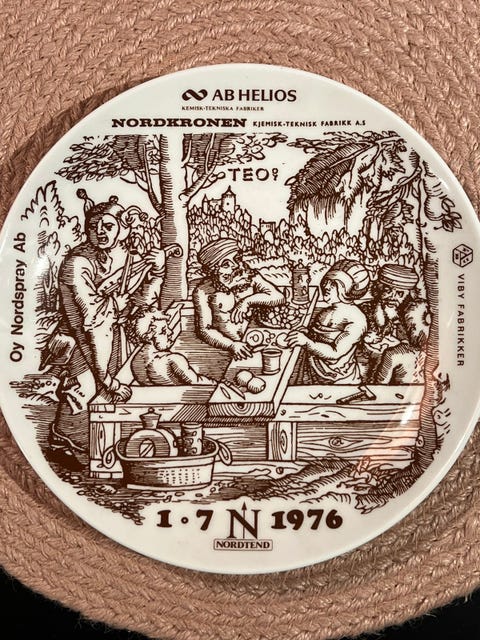 AB HELIOS
KEMISK-TEKNISKA FABRIKER
NORDKRONEN KJEMISK-TEKNISK FABRIKK A.S
TEO
Oy Nordspray Ab
VIBY FABRIKKER
1·7 N 1976
NORDTEND